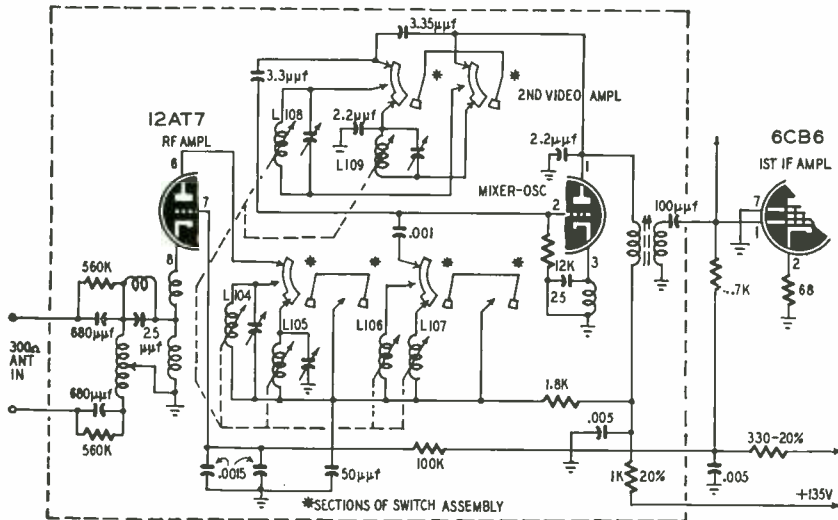 3.35μμf
3.3μμf
*
*
2ND VIDEO AMPL
12AT7
RF AMPL
L108
2.2μμf
L109
2.2μμf
6CB6
1ST IF AMPL
MIXER-OSC
6
7
8
1
2
3
100μμf
7
1
2
.001
12K
25
560K
680μμf
25
μμf
300Ω
ANT
IN
680μμf
560K
*
*
*
*
L104
L105
L106
L107
68
1.8K
.005
330-20%
100K
.0015
50μμf
1K
20%
.005
+135V
*SECTIONS OF SWITCH ASSEMBLY